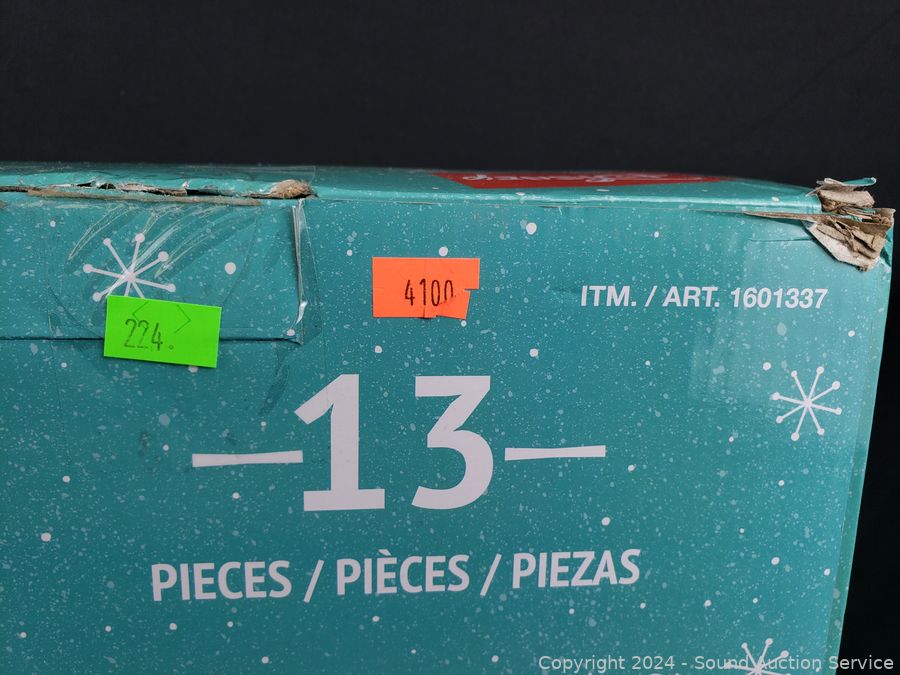 4100
ITM. / ART. 1601337
224.
—13—
PIECES / PIÈCES / PIEZAS
Copyright 2024 - Sound Auction Service